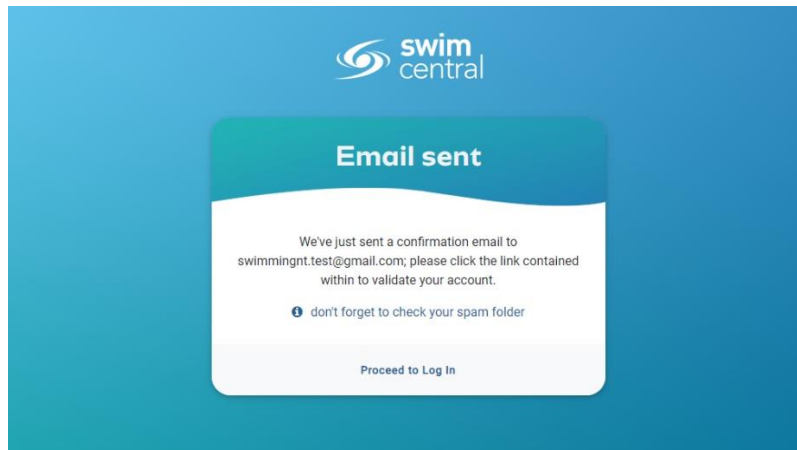 swim
central
Email sent
We've just sent a confirmation email to
swimmingnt.test@gmail.com; please click the link contained
within to validate your account.
don't forget to check your spam folder
Proceed to Log In